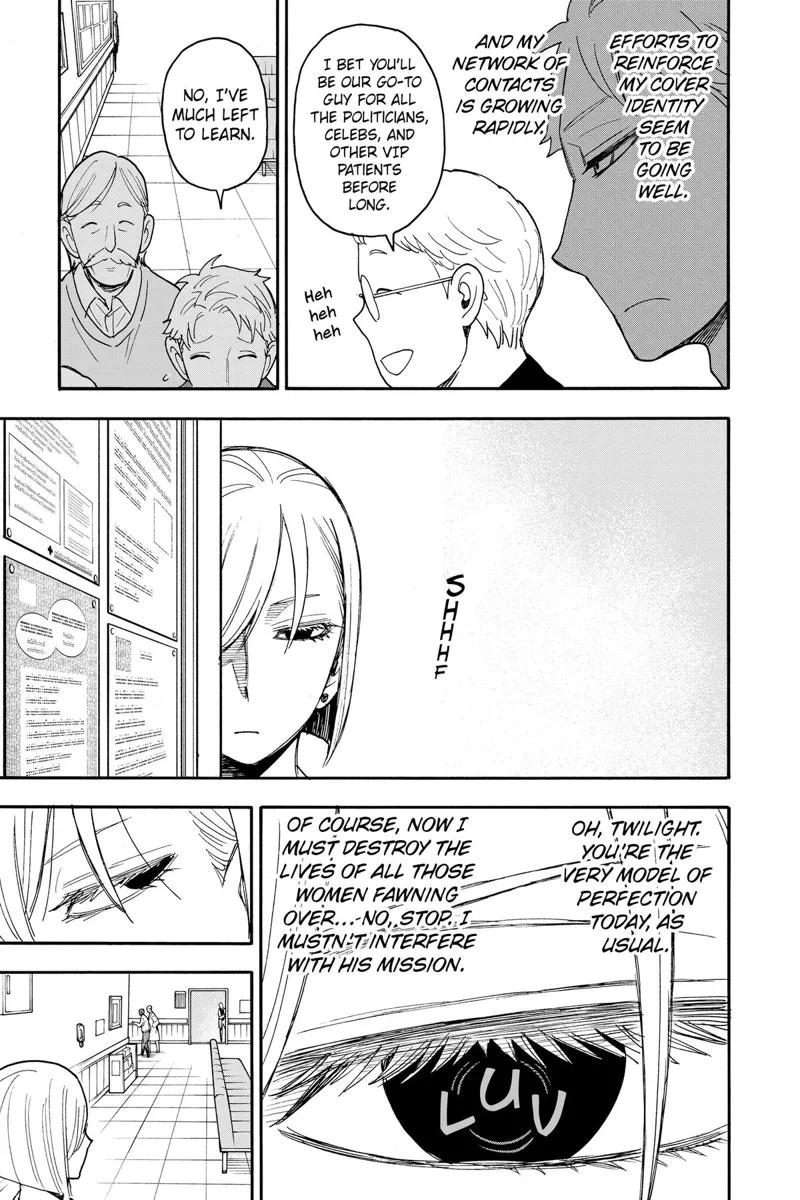 EFFORTS TO
REINFORCE
MY COVER
IDENTITY
SEEM
TO BE
GOING
WELL.
AND MY
NETWORK OF
CONTACTS
IS GROWING
RAPIDLY.
I BET YOU'LL
BE OUR GO-TO
GUY FOR ALL
THE POLITICIANS,
CELEBS, AND
OTHER VIP
PATIENTS
BEFORE
LONG.
Heh
heh
heh
NO, I'VE
MUCH LEFT
TO LEARN.
SHHHF
OH, TWILIGHT.
YOU'RE THE
VERY MODEL OF
PERFECTION
TODAY, AS
USUAL.
OF COURSE, NOW I
MUST DESTROY THE
LIVES OF ALL THOSE
WOMEN FAWNING
OVER... NO, STOP. I
MUSTN'T INTERFERE
WITH HIS MISSION.
LUV